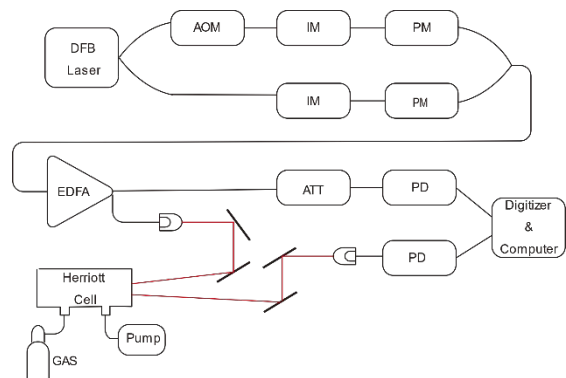 DFB
Laser
AOM
IM
PM
IM
PM
EDFA
ATT
PD
Digitizer
&
Computer
PD
Herriott
Cell
Pump
GAS